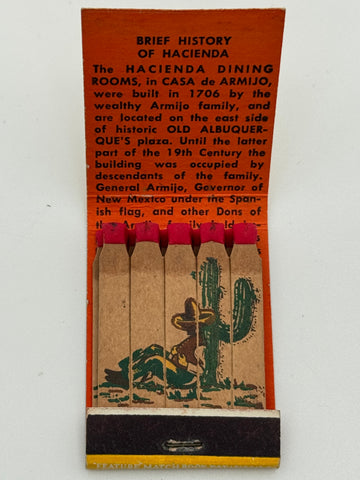 BRIEF HISTORY
OF HACIENDA
The HACIENDA DINING
ROOMS, in CASA de ARMIJO,
were built in 1706 by the
wealthy Armijo family, and
are located on the east side
of historic OLD ALBUQUER-
QUE'S plaza. Until the latter
part of the 19th Century the
building was occupied by
descendants of the family.
General Armijo, Governor of
New Mexico under the Span-
ish flag, and other Dons of
the Armijo family